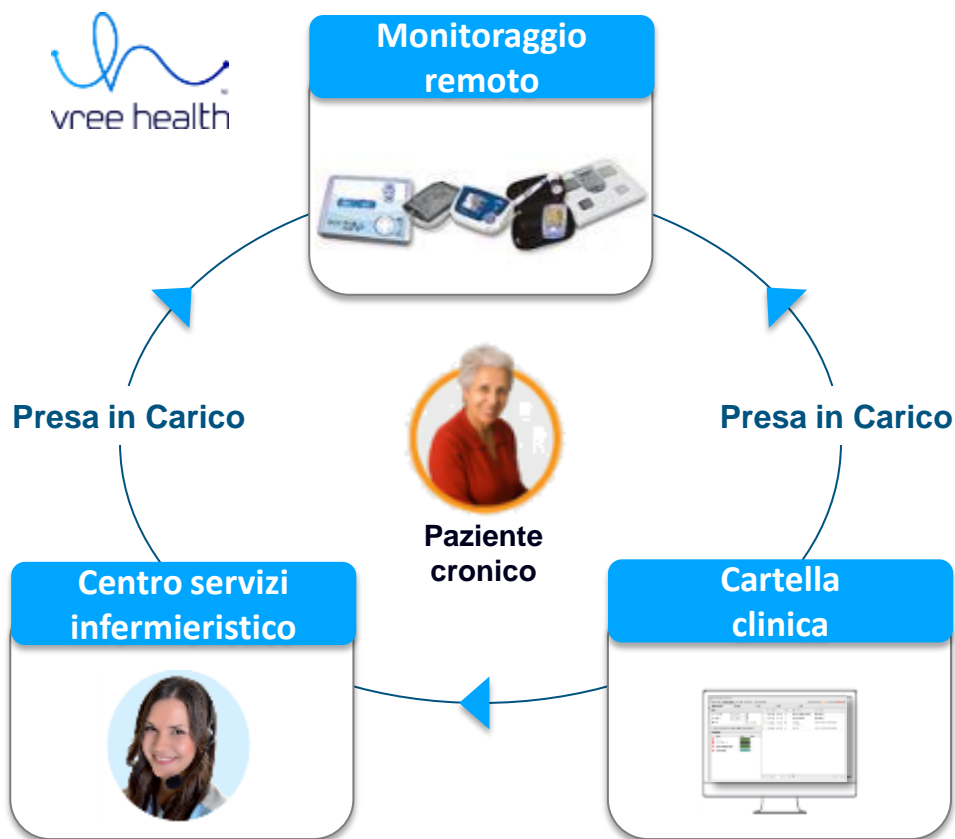 vree health
Monitoraggio
remoto
Presa in Carico
Presa in Carico
Paziente
cronico
Centro servizi
infermieristico
Cartella
clinica